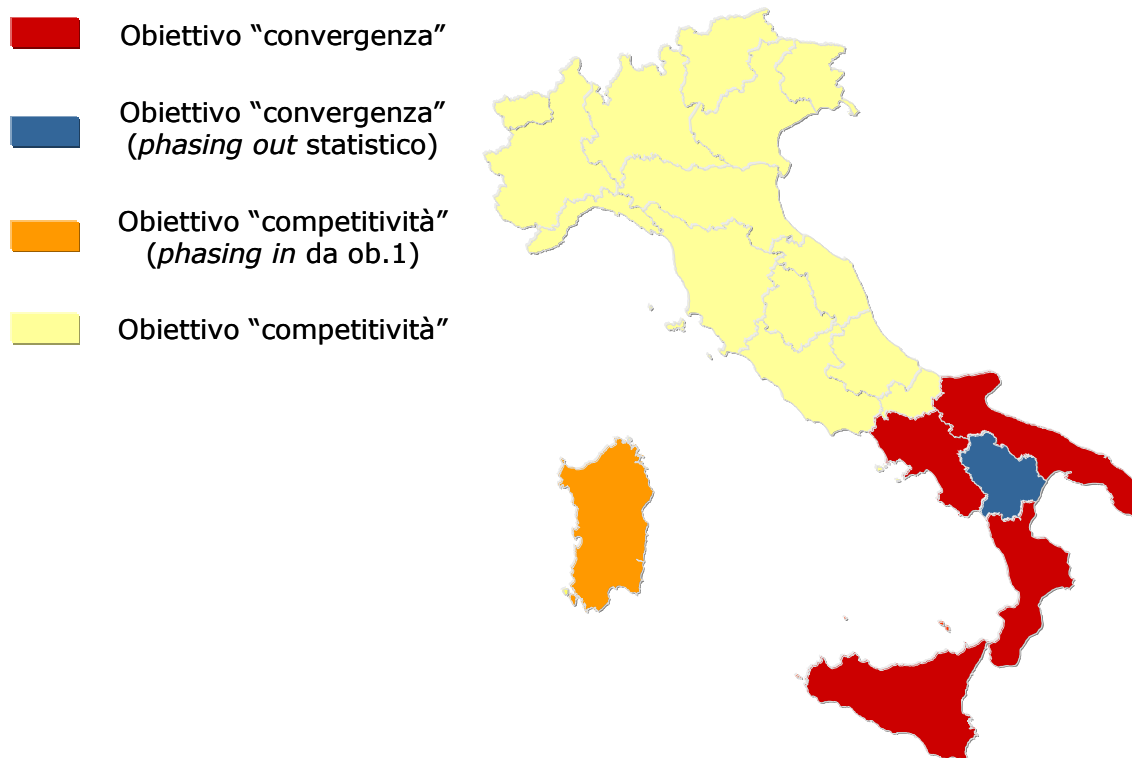 Obiettivo “convergenza”
Obiettivo “convergenza”
(phasing out statistico)
Obiettivo “competitività”
(phasing in da ob.1)
Obiettivo “competitività”